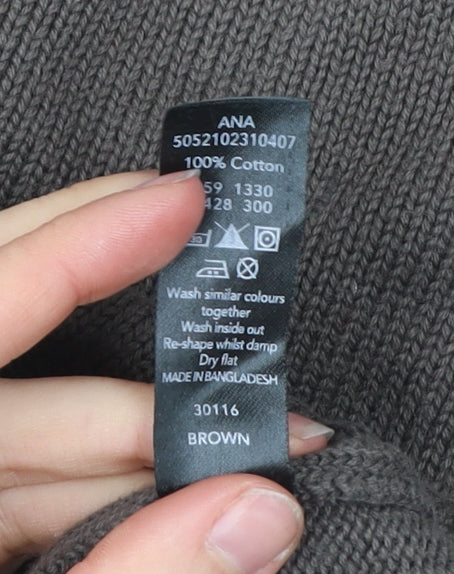 ANA
5052102310407
100% Cotton
59 1330
428 300
Wash similar colours
together
Wash inside out
Re-shape whilst damp
Dry flat
MADE IN BANGLADESH
30116
BROWN